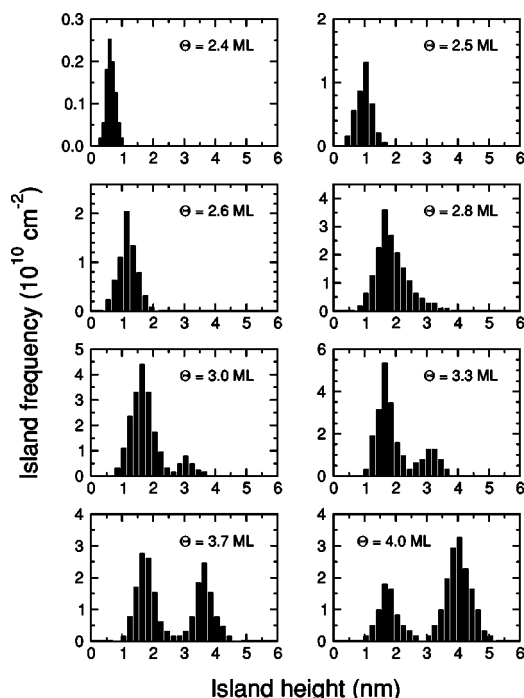 Θ = 2.4 ML
0.3
0.2
0.1
0.0
0 1 2 3 4 5 6
Θ = 2.5 ML
2
1
0
0 1 2 3 4 5 6
Θ = 2.6 ML
2
1
0
0 1 2 3 4 5 6
Θ = 2.8 ML
4
3
2
1
0
0 1 2 3 4 5 6
Θ = 3.0 ML
5
4
3
2
1
0
0 1 2 3 4 5 6
Θ = 3.3 ML
6
4
2
0
0 1 2 3 4 5 6
Θ = 3.7 ML
4
3
2
1
0
0 1 2 3 4 5 6
Θ = 4.0 ML
4
3
2
1
0
0 1 2 3 4 5 6
Island frequency (10¹⁰ cm⁻²)
Island height (nm)